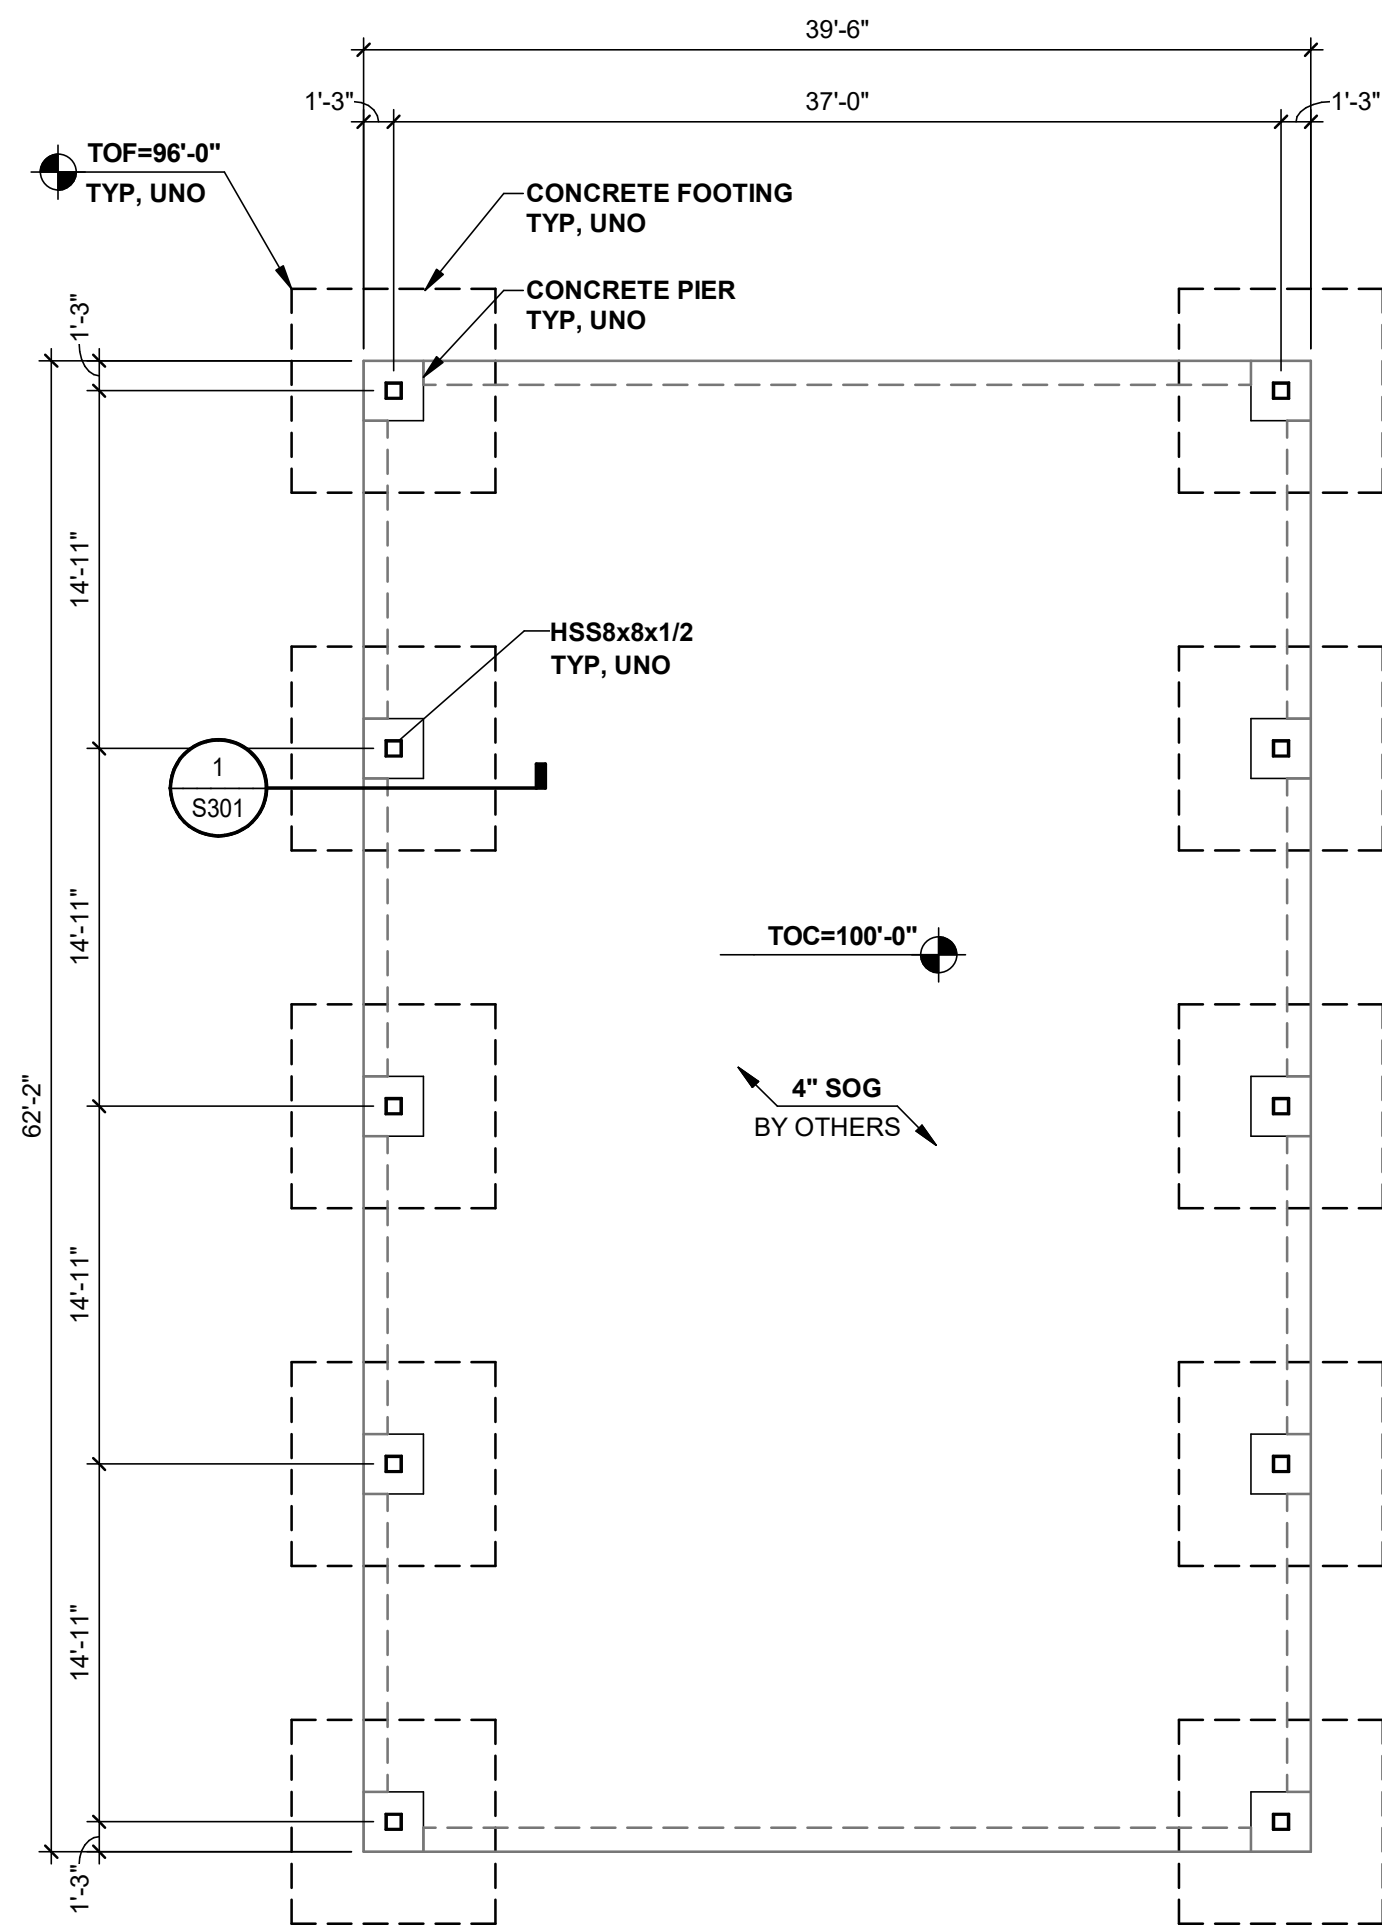 39'-6"
1'-3"
37'-0"
1'-3"
TOF=96'-0"
TYP, UNO
CONCRETE FOOTING
TYP, UNO
CONCRETE PIER
TYP, UNO
1'-3"
14'-11"
HSS8x8x1/2
TYP, UNO
1
S301
14'-11"
TOC=100'-0"
62'-2"
4" SOG
BY OTHERS
14'-11"
14'-11"
1'-3"